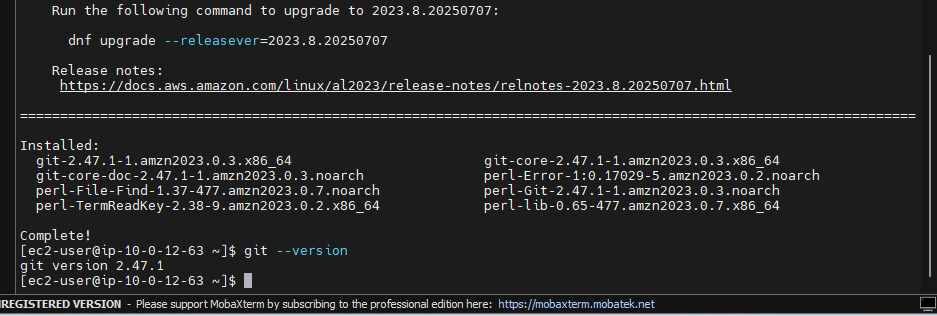 Run the following command to upgrade to 2023.8.20250707:
dnf upgrade --releasever=2023.8.20250707
Release notes:
https://docs.aws.amazon.com/linux/al2023/release-notes/relnotes-2023.8.20250707.html
================================================================================================================
Installed:
git-2.47.1-1.amzn2023.0.3.x86_64 git-core-2.47.1-1.amzn2023.0.3.x86_64
git-core-doc-2.47.1-1.amzn2023.0.3.noarch perl-Error-1:0.17029-5.amzn2023.0.2.noarch
perl-File-Find-1.37-477.amzn2023.0.7.noarch perl-Git-2.47.1-1.amzn2023.0.3.noarch
perl-TermReadKey-2.38-9.amzn2023.0.2.x86_64 perl-lib-0.65-477.amzn2023.0.7.x86_64
Complete!
[ec2-user@ip-10-0-12-63 ~]$ git --version
git version 2.47.1
[ec2-user@ip-10-0-12-63 ~]$
REGISTERED VERSION - Please support MobaXterm by subscribing to the professional edition here: https://mobaxterm.mobatek.net